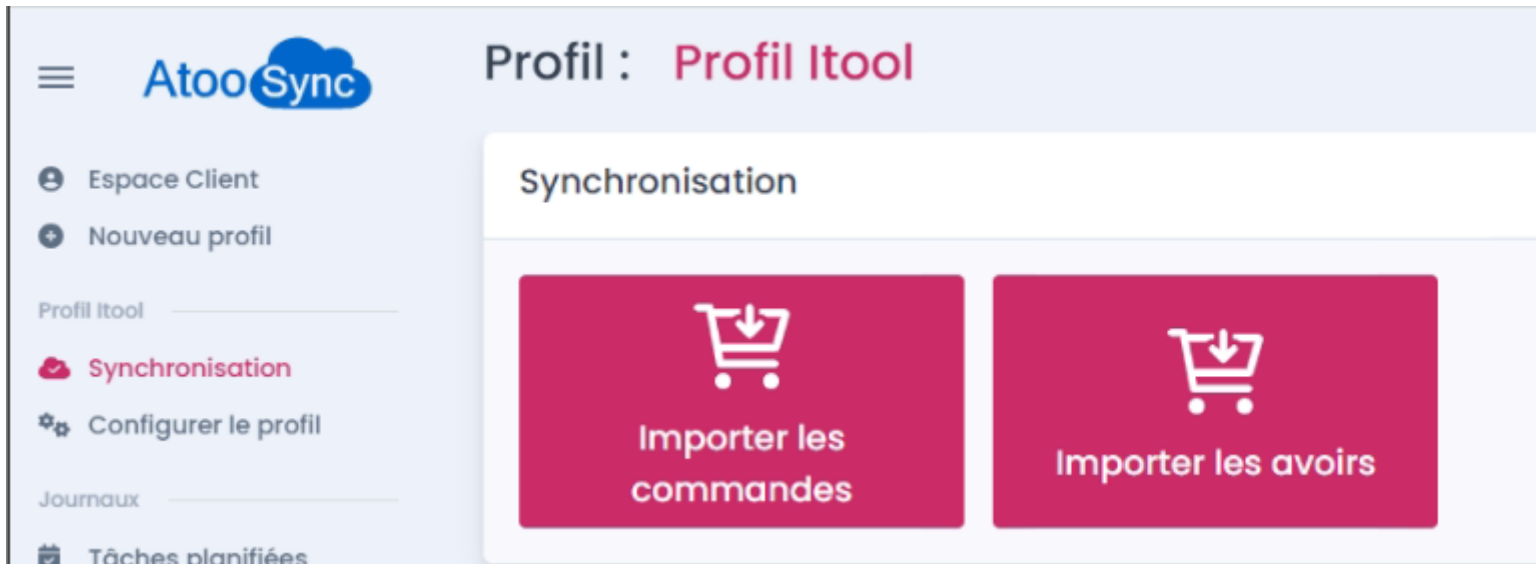 AtooSync
Profil : Profil Itool
Espace Client
Nouveau profil
Profil Itool
Synchronisation
Configurer le profil
Journaux
Tâches planifiées
Synchronisation
Importer les
commandes
Importer les avoirs